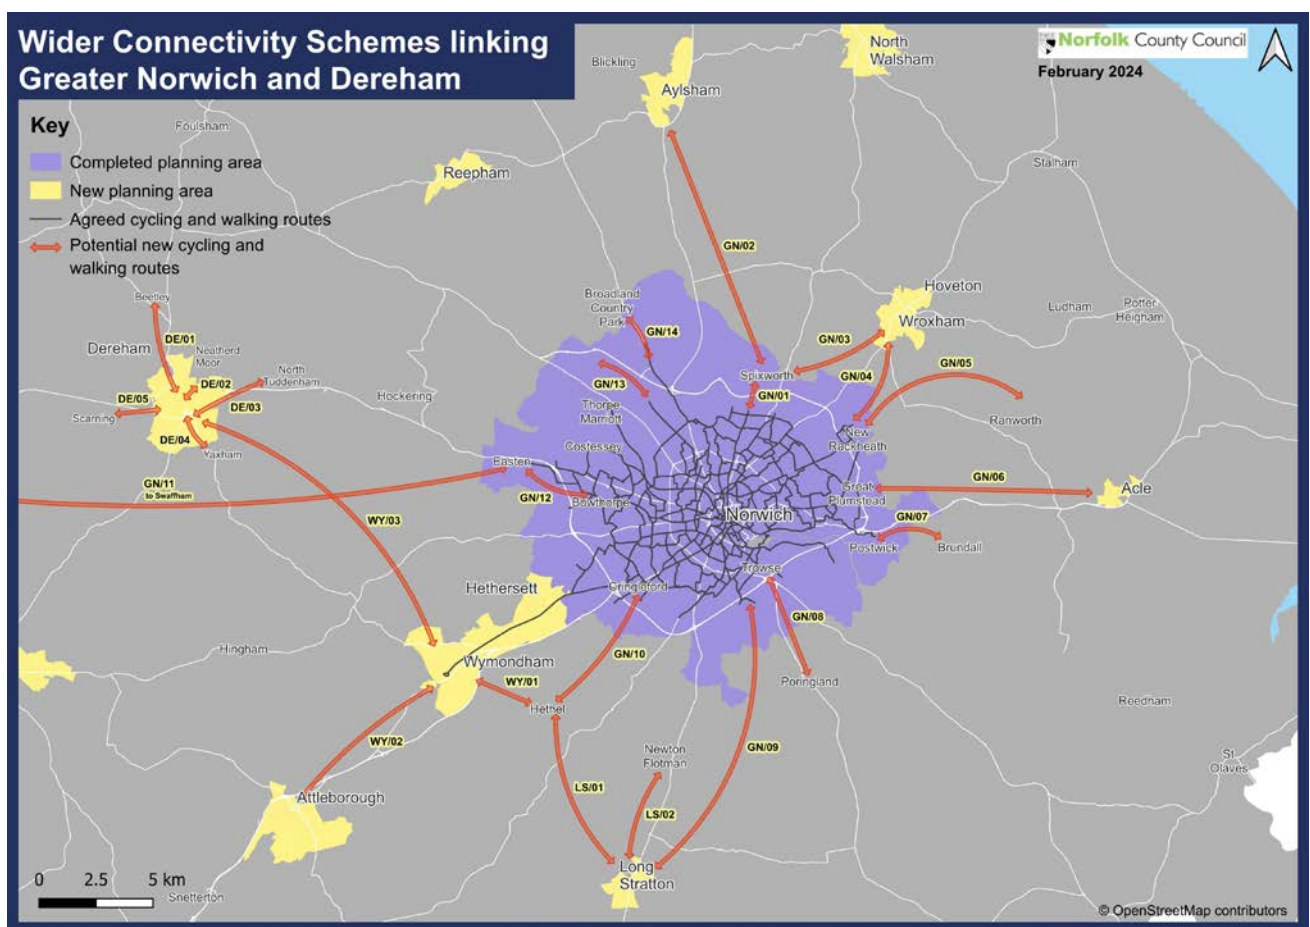 Wider Connectivity Schemes linking
Greater Norwich and Dereham
Norfolk County Council
February 2024
Key
Completed planning area
New planning area
Agreed cycling and walking routes
Potential new cycling and
walking routes
Blickling
Aylsham
North
Walsham
Foulsham
Reepham
Stalham
GN/02
Beetley
Broadland
Country
Park
Hoveton
Wroxham
Ludham
Potter
Heigham
DE/01
Dereham
Neatherd
Moor
GN/14
GN/03
GN/05
North
Tuddenham
DE/02
DE/03
DE/05
Scarning
Hockering
GN/13
Spixworth
GN/04
GN/01
Thorpe
Marriott
Ranworth
New
Rackheath
DE/04
Yaxham
Costessey
Easton
GN/11
to Swaffham
GN/12
Bowthorpe
Great
Plumstead
GN/06
Acle
Norwich
WY/03
GN/07
Postwick
Brundall
Trowse
Hethersett
Cringleford
GN/08
Hingham
GN/10
Wymondham
WY/01
Poringland
Hethel
Reedham
WY/02
Newton
Flotman
GN/09
St.
Olaves
LS/01
Attleborough
LS/02
Long
Stratton
0 2.5 5 km
Snetterton
© OpenStreetMap contributors